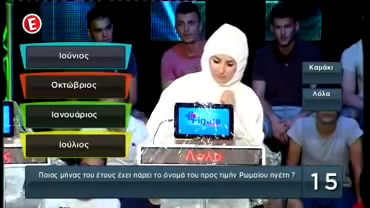 E
Ιούνιος
Οκτώβριος
Ιανουάριος
Ιούλιος
Καμάκι
Λόλα
Λόλα
Ποιος μήνας του έτους έχει πάρει το όνομά του προς τιμήν Ρωμαίου ηγέτη ?
15